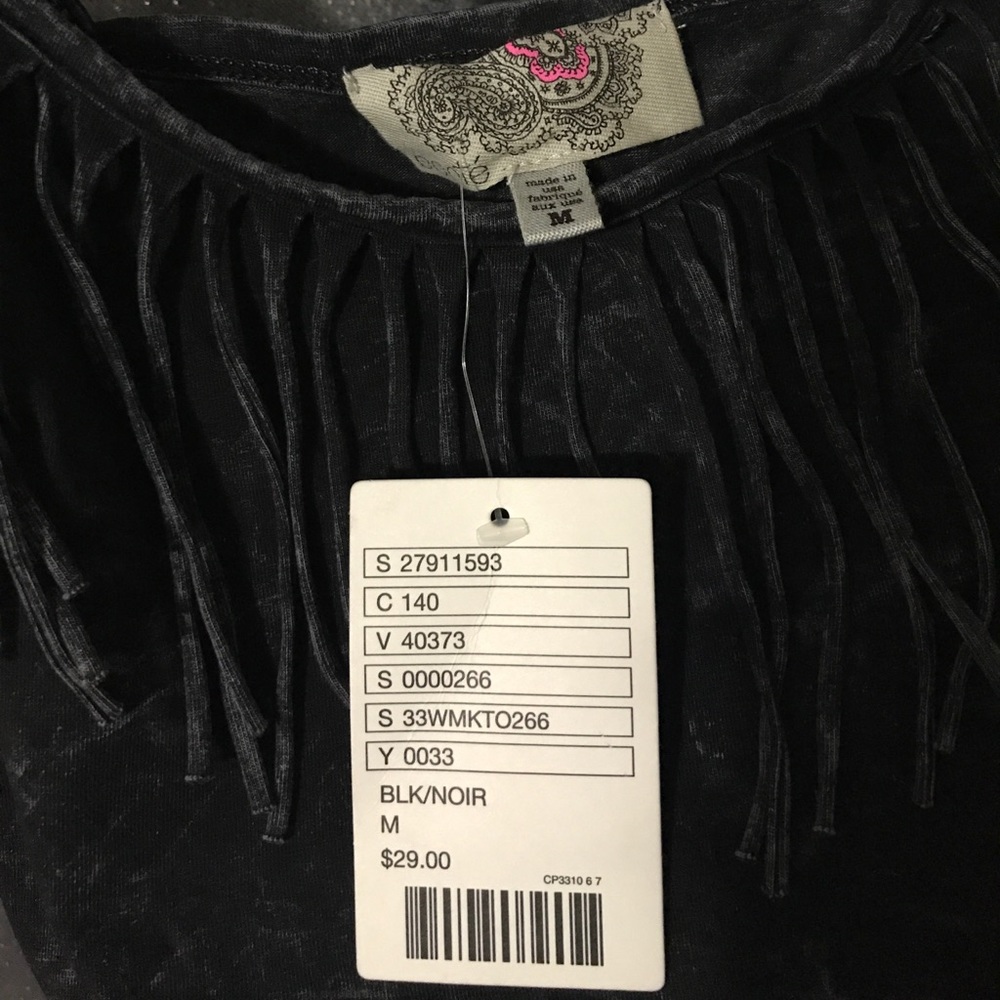 made in
usa
fabriqué
aux usa
M
S 27911593
C 140
V 40373
S 0000266
S 33WMKTO266
Y 0033
BLK/NOIR
M
$29.00
CP3310 6 7